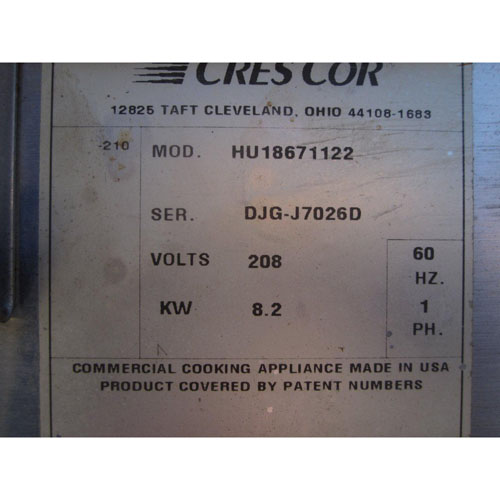 CRES COR
12825 TAFT CLEVELAND, OHIO 44108-1683
-210
MOD. HU18671122
SER. DJG-J7026D
VOLTS 208
60 HZ.
KW 8.2
1 PH.
COMMERCIAL COOKING APPLIANCE MADE IN USA
PRODUCT COVERED BY PATENT NUMBERS